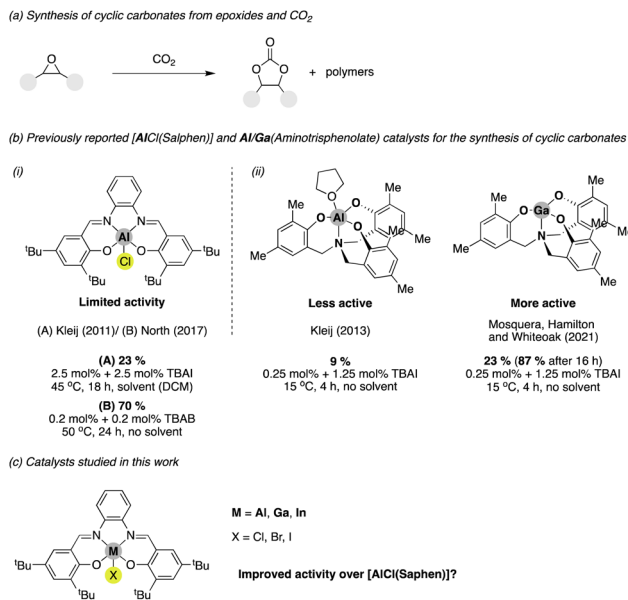 (a) Synthesis of cyclic carbonates from epoxides and CO2
O
CO2
O
O O
+ polymers
(b) Previously reported [AlCl(Salphen)] and Al/Ga(Aminotrisphenolate) catalysts for the synthesis of cyclic carbonates
(i)
N N
Al
O O
Cl
tBu tBu
tBu tBu
Limited activity
(A) Kleij (2011)/ (B) North (2017)
(A) 23 %
2.5 mol% + 2.5 mol% TBAI
45 oC, 18 h, solvent (DCM)
(B) 70 %
0.2 mol% + 0.2 mol% TBAB
50 oC, 24 h, no solvent
(ii)
Me
O
Me O
O Al
O Me
Me N Me
Me
Less active
Kleij (2013)
9 %
0.25 mol% + 1.25 mol% TBAI
15 oC, 4 h, no solvent
Me
Me O
O Ga
O Me
Me N Me
Me
More active
Mosquera, Hamilton
and Whiteoak (2021)
23 % (87 % after 16 h)
0.25 mol% + 1.25 mol% TBAI
15 oC, 4 h, no solvent
(c) Catalysts studied in this work
N N
M
O O
X
tBu tBu
tBu tBu
M = Al, Ga, In
X = Cl, Br, I
Improved activity over [AlCl(Saphen)]?